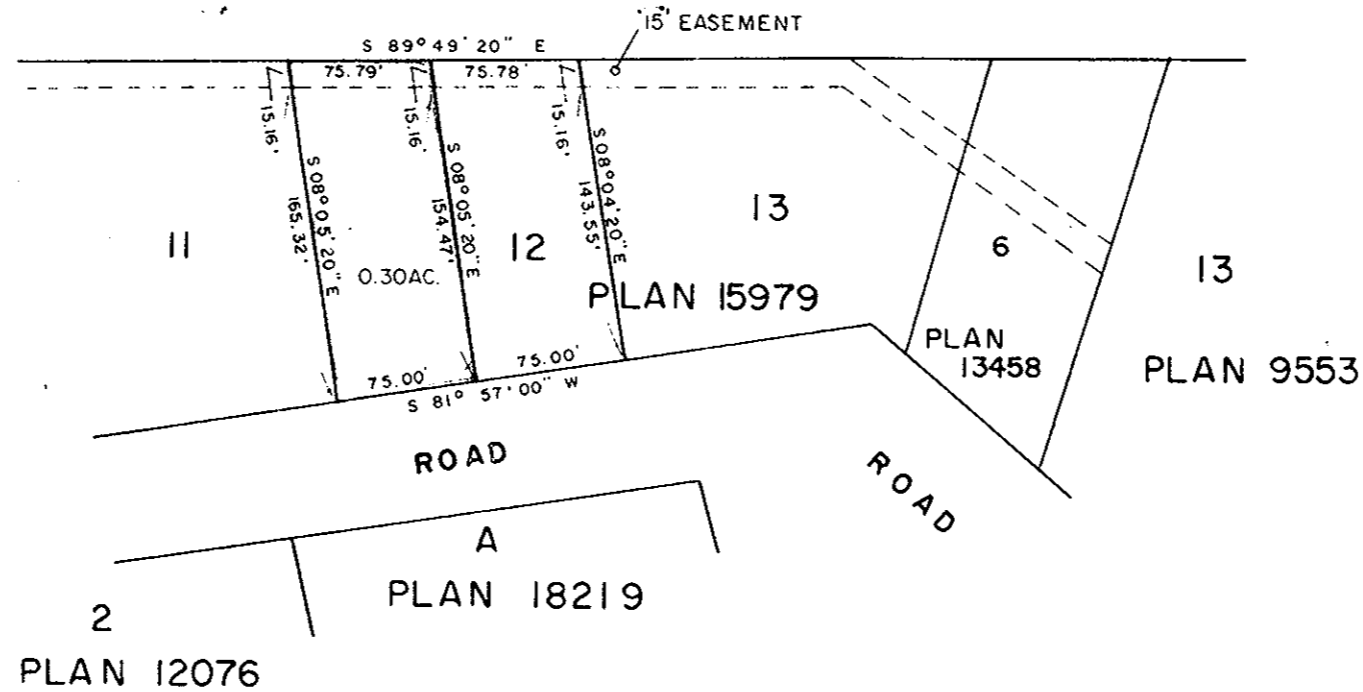 15' EASEMENT
S 89° 49' 20" E
75.79'
75.78'
15.16'
15.16'
15.16'
S 08° 05' 20" E
165.32'
S 08° 05' 20" E
154.47'
S 08° 04' 20" E
143.55'
11
0.30AC.
12
13
PLAN 15979
6
PLAN
13458
13
PLAN 9553
75.00'
75.00'
S 81° 57' 00" W
ROAD
ROAD
A
PLAN 18219
2
PLAN 12076